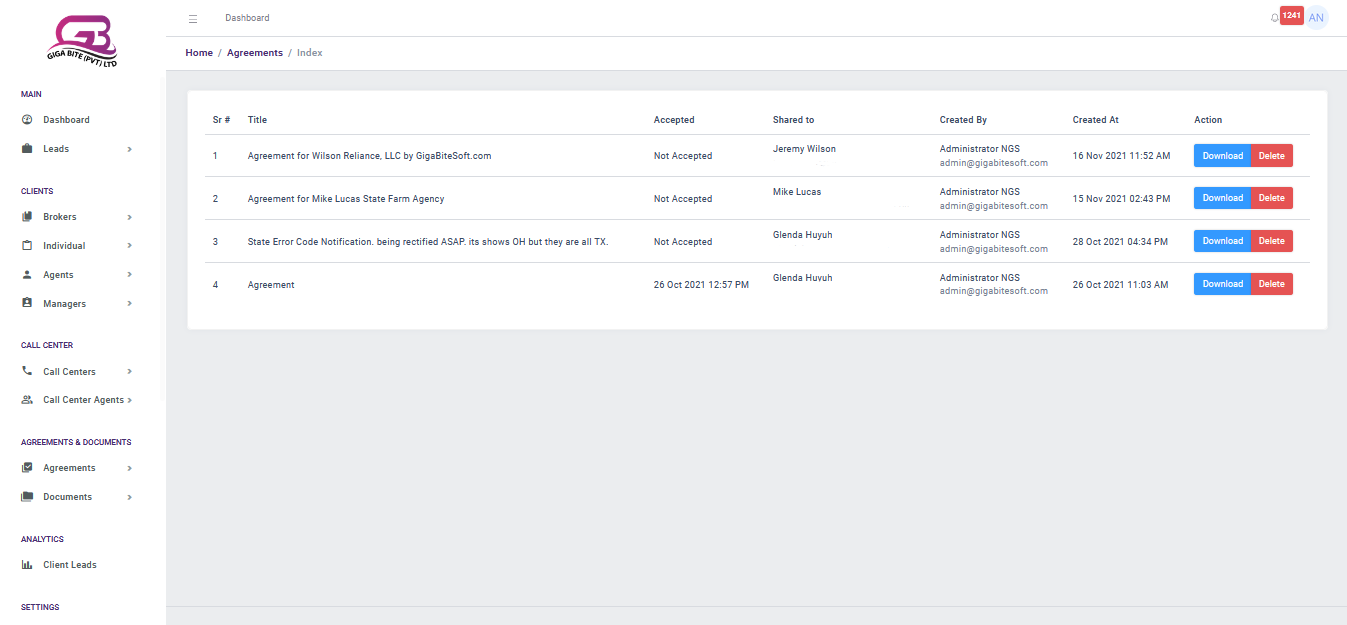 GIGA BITE (PVT) LTD
Dashboard
1241
AN
Home / Agreements / Index
MAIN
Dashboard
Leads
CLIENTS
Brokers
Individual
Agents
Managers
CALL CENTER
Call Centers
Call Center Agents
AGREEMENTS & DOCUMENTS
Agreements
Documents
ANALYTICS
Client Leads
SETTINGS
Sr # Title Accepted Shared to Created By Created At Action
1 Agreement for Wilson Reliance, LLC by GigaBiteSoft.com Not Accepted Jeremy Wilson Administrator NGS 16 Nov 2021 11:52 AM Download Delete
admin@gigabitesoft.com
2 Agreement for Mike Lucas State Farm Agency Not Accepted Mike Lucas Administrator NGS 15 Nov 2021 02:43 PM Download Delete
admin@gigabitesoft.com
3 State Error Code Notification. being rectified ASAP. its shows OH but they are all TX. Not Accepted Glenda Huyuh Administrator NGS 28 Oct 2021 04:34 PM Download Delete
admin@gigabitesoft.com
4 Agreement 26 Oct 2021 12:57 PM Glenda Huyuh Administrator NGS 26 Oct 2021 11:03 AM Download Delete
admin@gigabitesoft.com